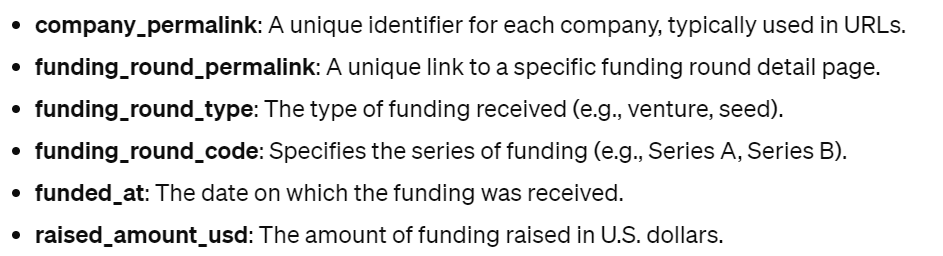 • company_permalink: A unique identifier for each company, typically used in URLs.
• funding_round_permalink: A unique link to a specific funding round detail page.
• funding_round_type: The type of funding received (e.g., venture, seed).
• funding_round_code: Specifies the series of funding (e.g., Series A, Series B).
• funded_at: The date on which the funding was received.
• raised_amount_usd: The amount of funding raised in U.S. dollars.